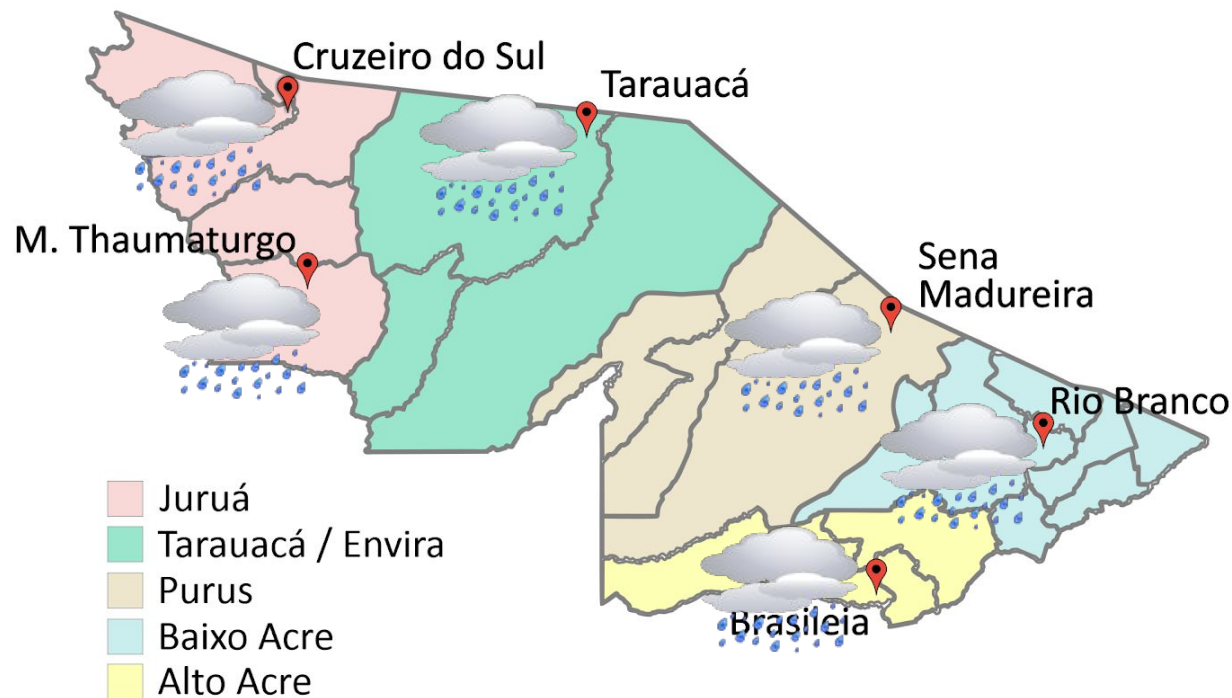 Cruzeiro do Sul
Tarauacá
M. Thaumaturgo
Sena
Madureira
Rio Branco
Brasileia
Juruá
Tarauacá / Envira
Purus
Baixo Acre
Alto Acre